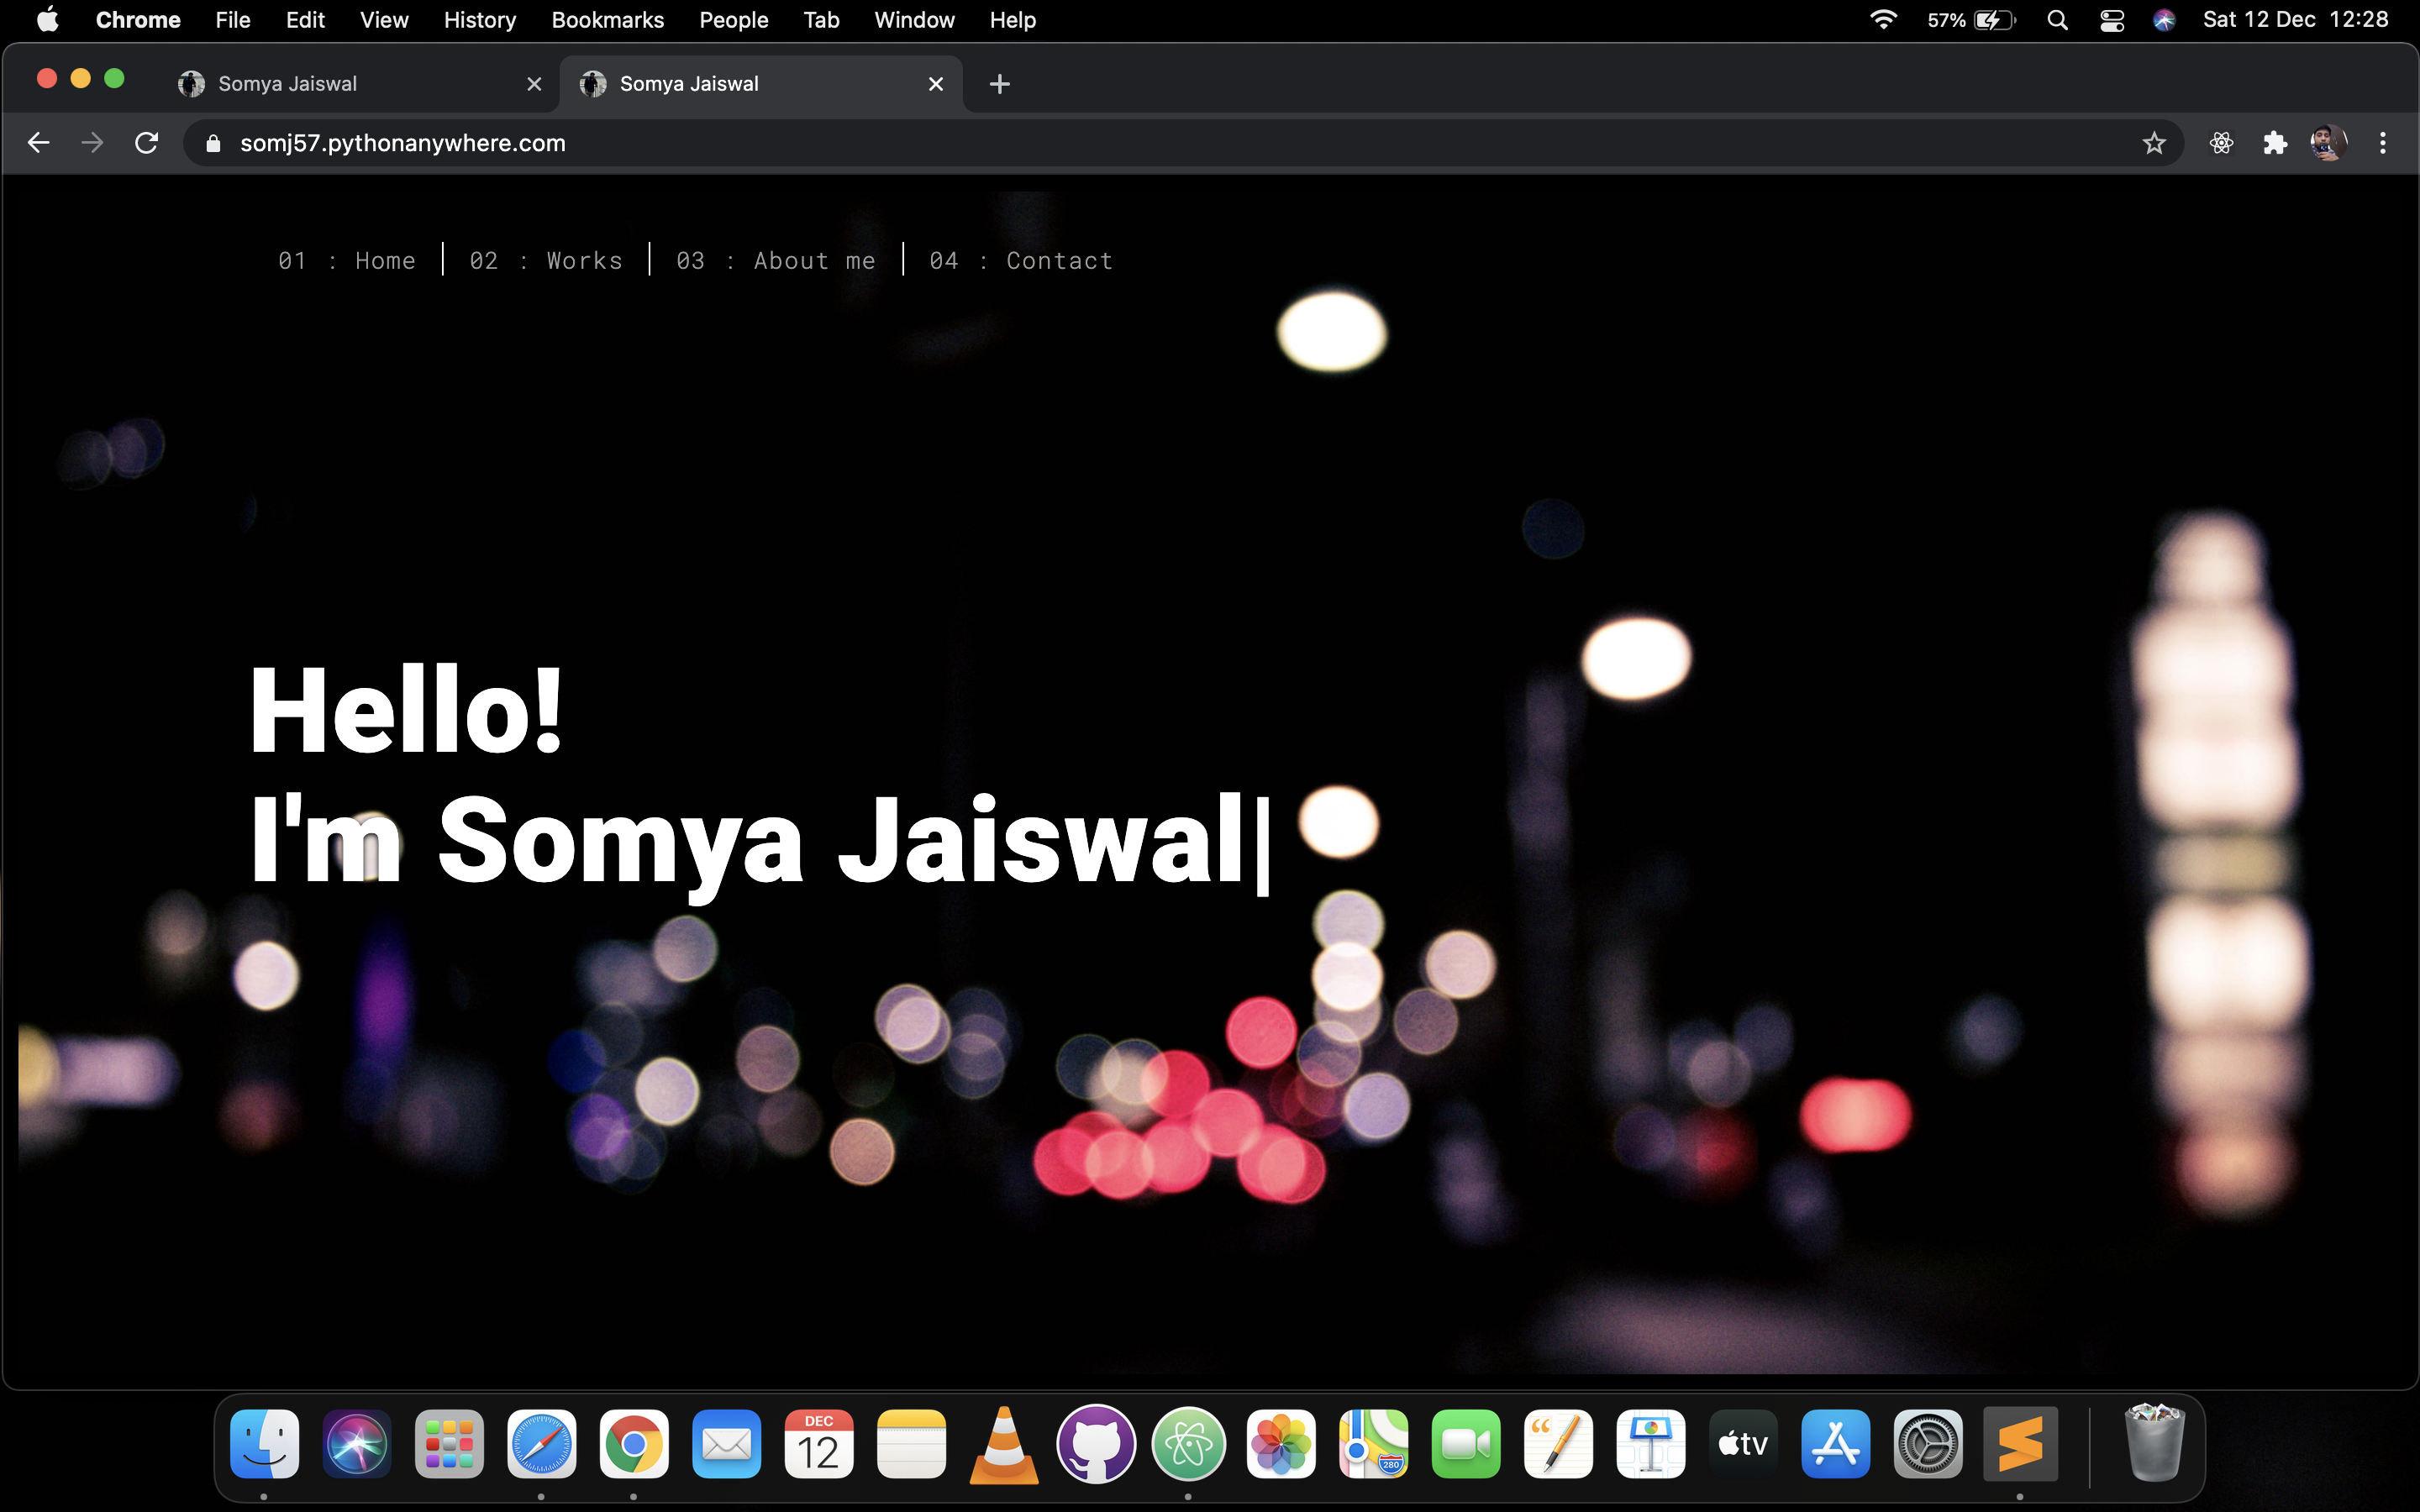 Chrome File Edit View History Bookmarks People Tab Window Help 57% Sat 12 Dec 12:28
Somya Jaiswal Somya Jaiswal
somj57.pythonanywhere.com
01 : Home 02 : Works 03 : About me 04 : Contact
Hello!
I'm Somya Jaiswal|
DEC
12
280
tv